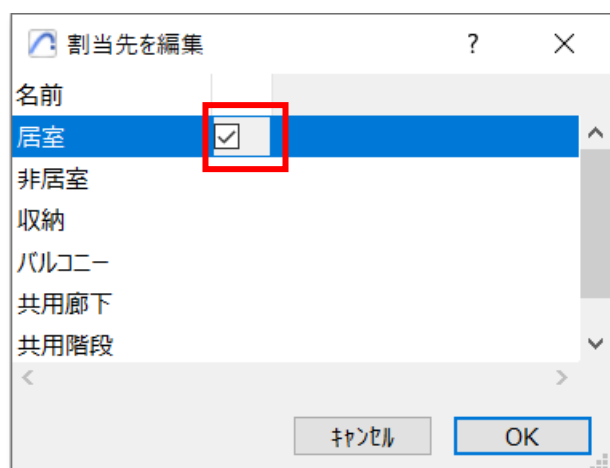 割当先を編集
名前
居室
非居室
収納
バルコニー
共用廊下
共用階段
キャンセル OK